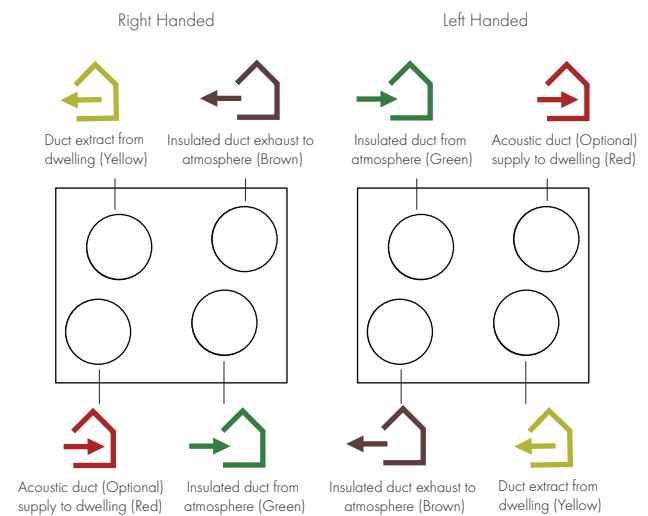 Right Handed
Left Handed
Duct extract from
dwelling (Yellow)
Insulated duct exhaust to
atmosphere (Brown)
Insulated duct from
atmosphere (Green)
Acoustic duct (Optional)
supply to dwelling (Red)
Acoustic duct (Optional)
supply to dwelling (Red)
Insulated duct from
atmosphere (Green)
Insulated duct exhaust to
atmosphere (Brown)
Duct extract from
dwelling (Yellow)